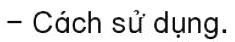 - Cách sử dụng.